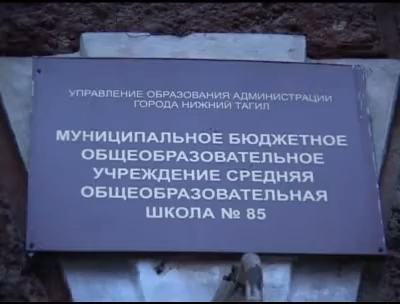 УПРАВЛЕНИЕ ОБРАЗОВАНИЯ АДМИНИСТРАЦИИ
ГОРОДА НИЖНИЙ ТАГИЛ
МУНИЦИПАЛЬНОЕ БЮДЖЕТНОЕ
ОБЩЕОБРАЗОВАТЕЛЬНОЕ
УЧРЕЖДЕНИЕ СРЕДНЯЯ
ОБЩЕОБРАЗОВАТЕЛЬНАЯ
ШКОЛА № 85